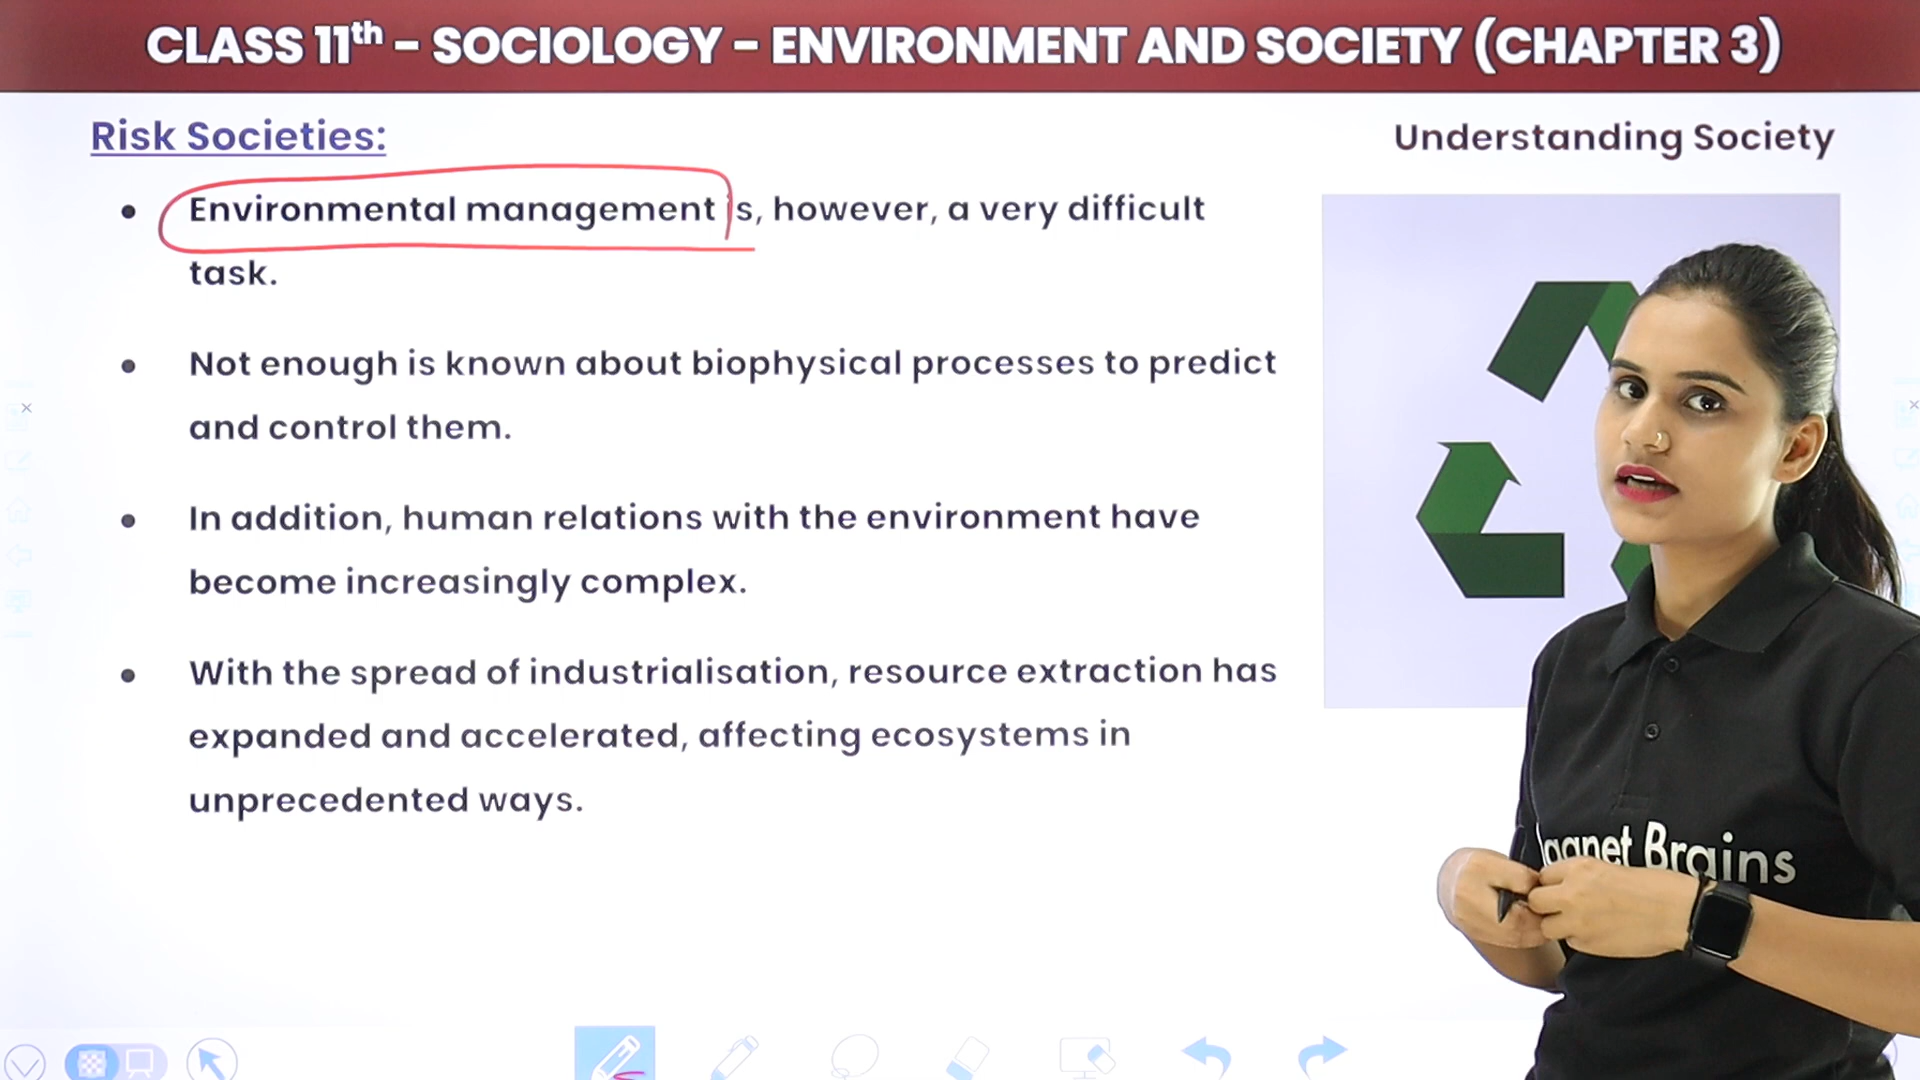 CLASS 11th – SOCIOLOGY – ENVIRONMENT AND SOCIETY (CHAPTER 3)
Risk Societies:
Understanding Society
• Environmental management is, however, a very difficult
task.
• Not enough is known about biophysical processes to predict
and control them.
• In addition, human relations with the environment have
become increasingly complex.
• With the spread of industrialisation, resource extraction has
expanded and accelerated, affecting ecosystems in
unprecedented ways.
Brains